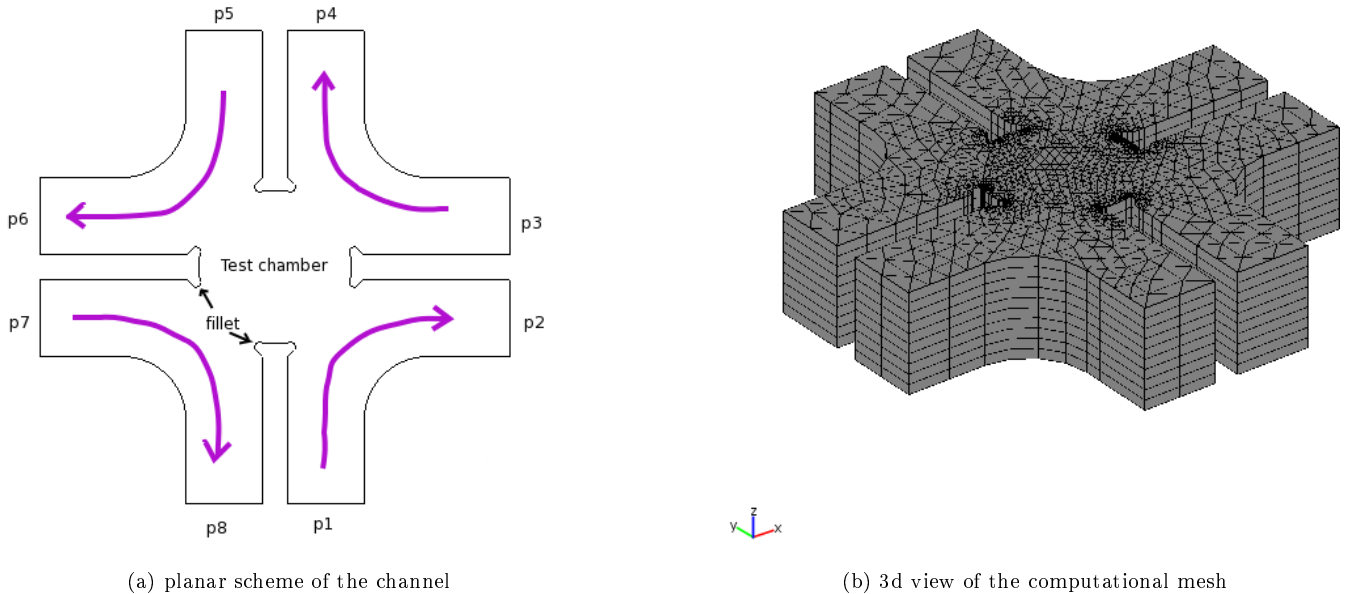 p5
p4
p6
p3
Test chamber
p7
fillet
p2
p8
p1
z
y
x
(a) planar scheme of the channel
(b) 3d view of the computational mesh